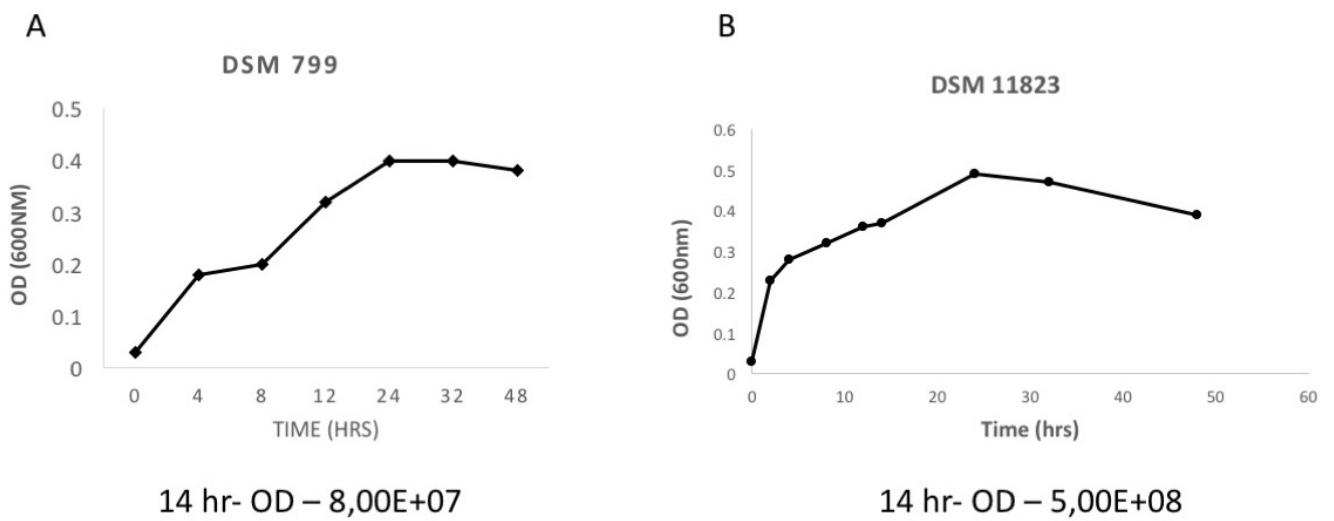 A
DSM 799
0.5
0.4
0.3
0.2
0.1
0
OD (600NM)
0 4 8 12 24 32 48
TIME (HRS)
14 hr- OD – 8,00E+07
B
DSM 11823
0.6
0.5
0.4
0.3
0.2
0.1
0
OD (600nm)
0 10 20 30 40 50 60
Time (hrs)
14 hr- OD – 5,00E+08